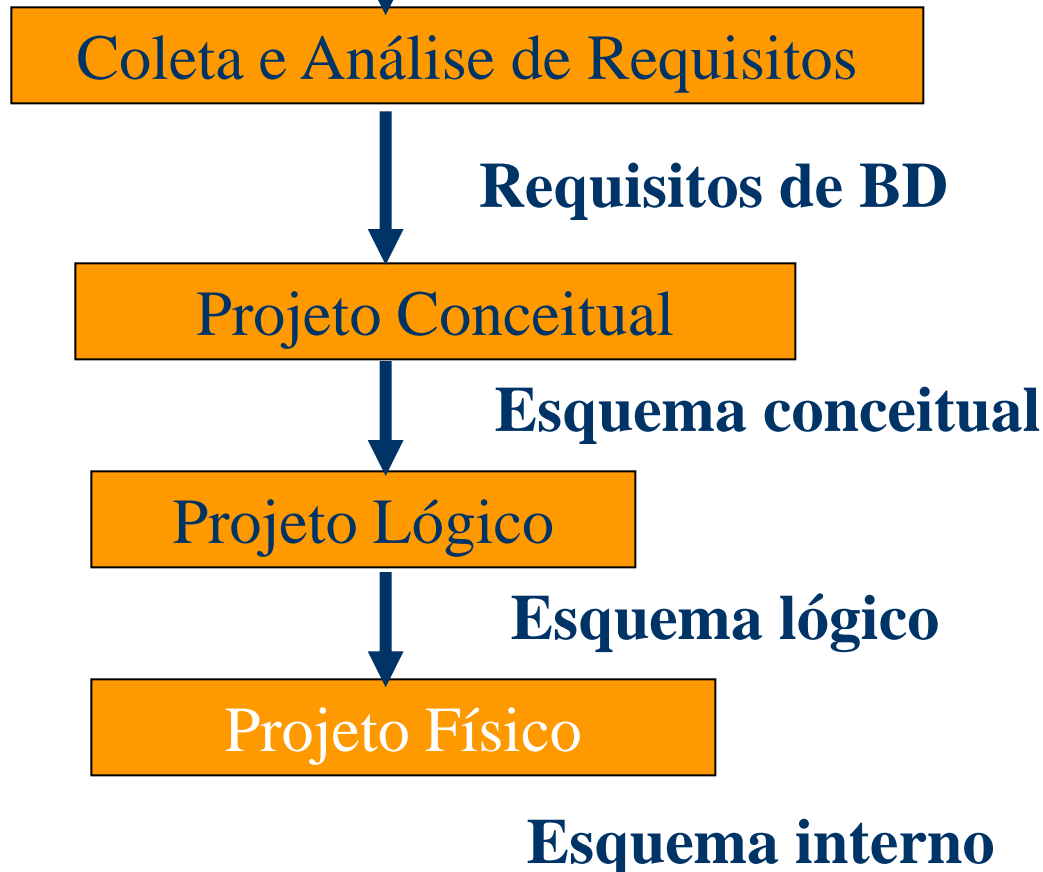 Coleta e Análise de Requisitos
Requisitos de BD
Projeto Conceitual
Esquema conceitual
Projeto Lógico
Esquema lógico
Projeto Físico
Esquema interno